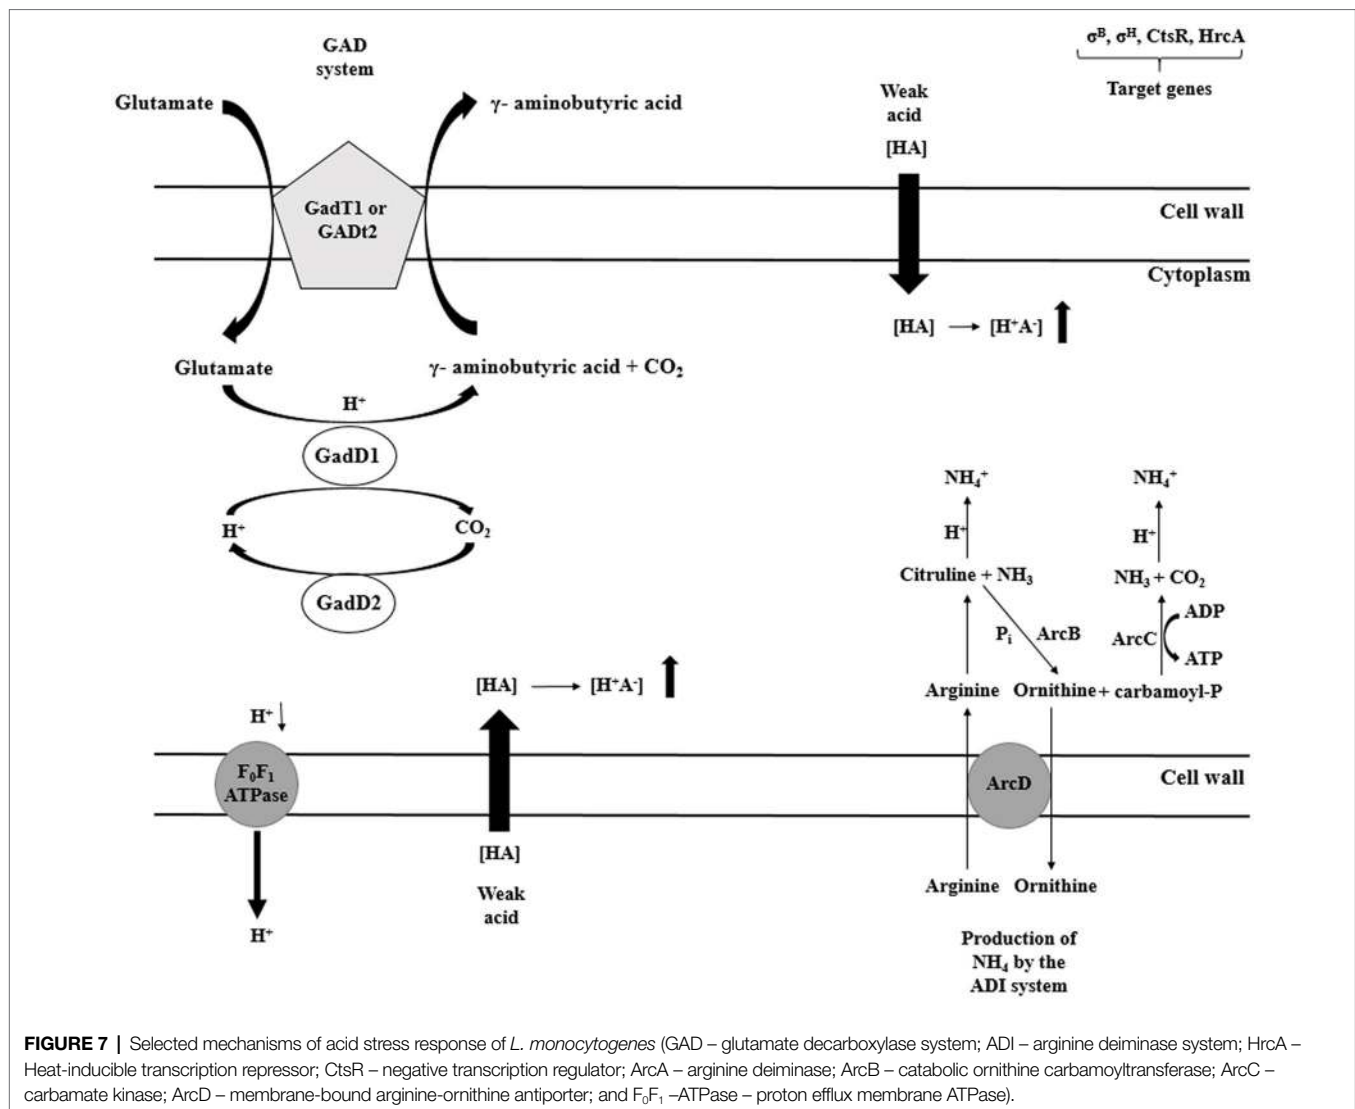 GAD
system
Glutamate
γ- aminobutyric acid
GadT1 or
GADt2
Glutamate
γ- aminobutyric acid + CO₂
H⁺
GadD1
H⁺
CO₂
GadD2
σᴮ, σᴴ, CtsR, HrcA
Target genes
Weak
acid
[HA]
Cell wall
Cytoplasm
[HA]
[H⁺A⁻]
NH₄⁺
NH₄⁺
H⁺
H⁺
Citruline + NH₃
NH₃ + CO₂
Pᵢ
ArcB
ArcC
ADP
ATP
Arginine
Ornithine + carbamoyl-P
[HA]
[H⁺A⁻]
H⁺
F₀F₁
ATPase
ArcD
Cell wall
[HA]
Weak
acid
H⁺
Arginine
Ornithine
Production of
NH₄ by the
ADI system
FIGURE 7 | Selected mechanisms of acid stress response of L. monocytogenes (GAD – glutamate decarboxylase system; ADI – arginine deiminase system; HrcA –
Heat-inducible transcription repressor; CtsR – negative transcription regulator; ArcA – arginine deiminase; ArcB – catabolic ornithine carbamoyltransferase; ArcC –
carbamate kinase; ArcD – membrane-bound arginine-ornithine antiporter; and F₀F₁ –ATPase – proton efflux membrane ATPase).